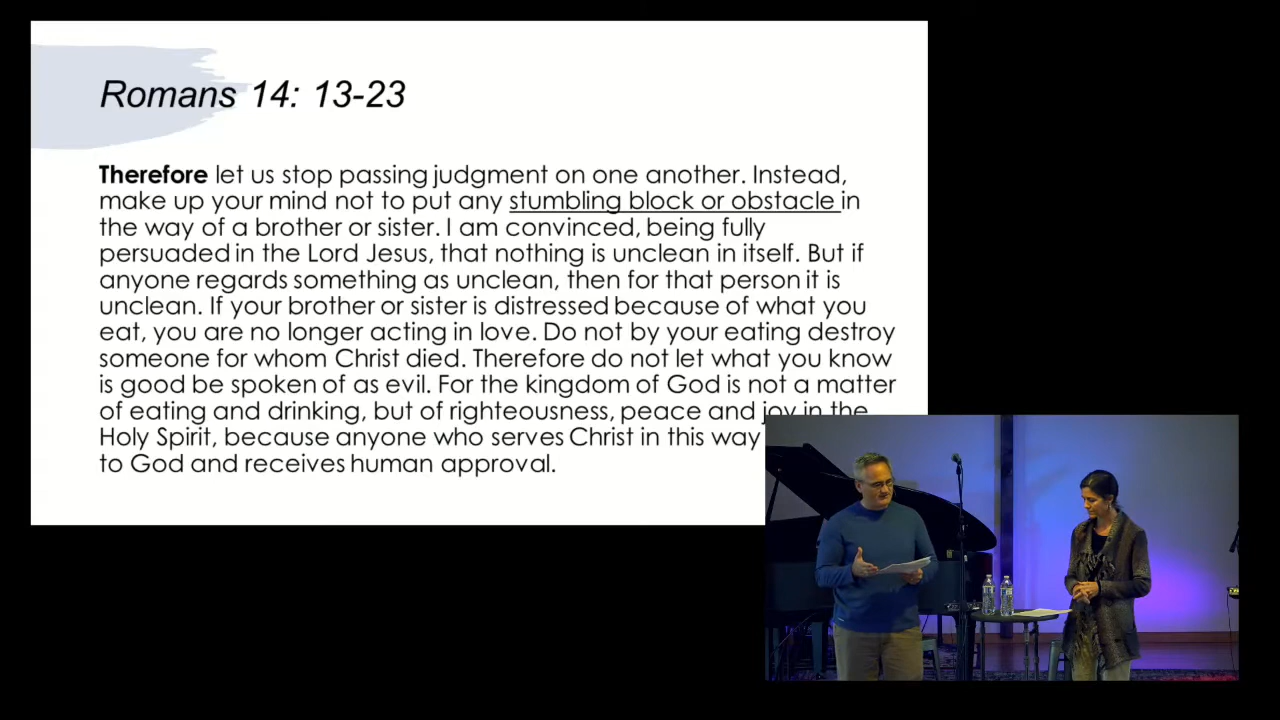 Romans 14: 13-23
Therefore let us stop passing judgment on one another. Instead,
make up your mind not to put any stumbling block or obstacle in
the way of a brother or sister. I am convinced, being fully
persuaded in the Lord Jesus, that nothing is unclean in itself. But if
anyone regards something as unclean, then for that person it is
unclean. If your brother or sister is distressed because of what you
eat, you are no longer acting in love. Do not by your eating destroy
someone for whom Christ died. Therefore do not let what you know
is good be spoken of as evil. For the kingdom of God is not a matter
of eating and drinking, but of righteousness, peace and joy in the
Holy Spirit, because anyone who serves Christ in this way
to God and receives human approval.